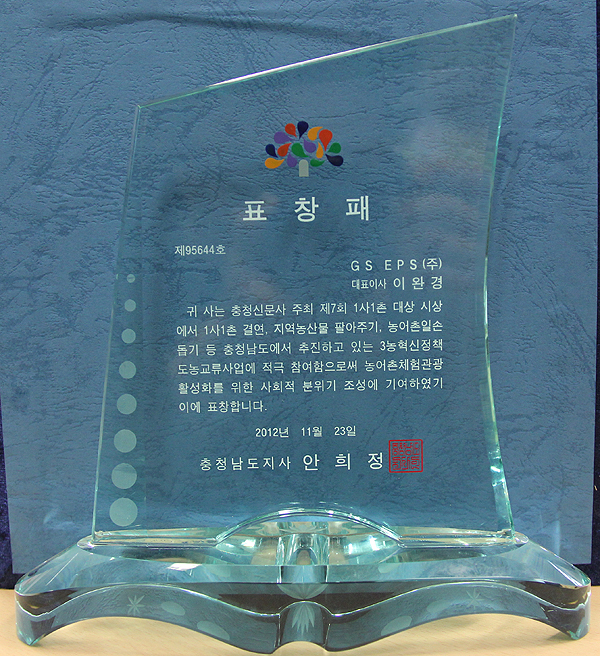 표 창 패
제95644호
G S E P S (주)
대표이사 이 완 경
귀 사는 충청신문사 주최 제7회 1사1촌 대상 시상
에서 1사1촌 결연, 지역농산물 팔아주기, 농어촌일손
돕기 등 충청남도에서 추진하고 있는 3농혁신정책
도농교류사업에 적극 참여함으로써 농어촌체험관광
활성화를 위한 사회적 분위기 조성에 기여하였기
이에 표창합니다.
2012년 11월 23일
충청남도지사 안 희 정